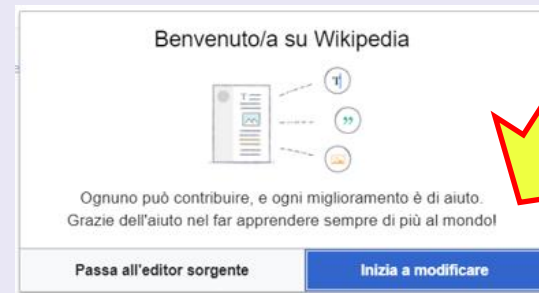 Benvenuto/a su Wikipedia
T
T
”
Ognuno può contribuire, e ogni miglioramento è di aiuto.
Grazie dell'aiuto nel far apprendere sempre di più al mondo!
Passa all'editor sorgente
Inizia a modificare